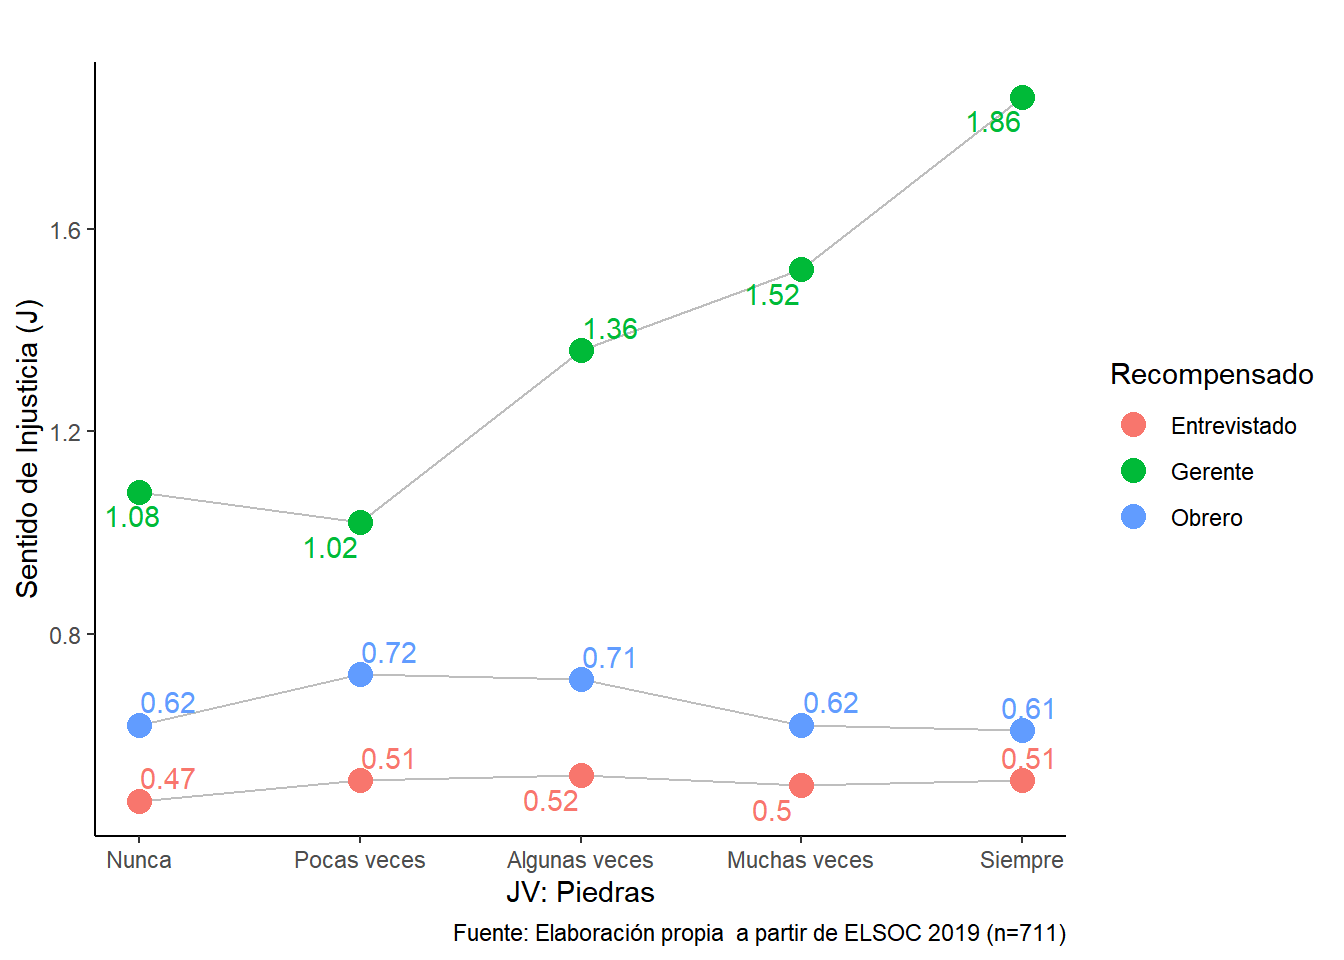 1.86
1.6
1.52
1.36
1.2
1.08
1.02
0.8
0.72
0.71
0.62
0.62
0.61
0.47
0.51
0.52
0.5
0.51
Sentido de Injusticia (J)
Nunca
Pocas veces
Algunas veces
Muchas veces
Siempre
JV: Piedras
Fuente: Elaboración propia  a partir de ELSOC 2019 (n=711)
Recompensado
Entrevistado
Gerente
Obrero